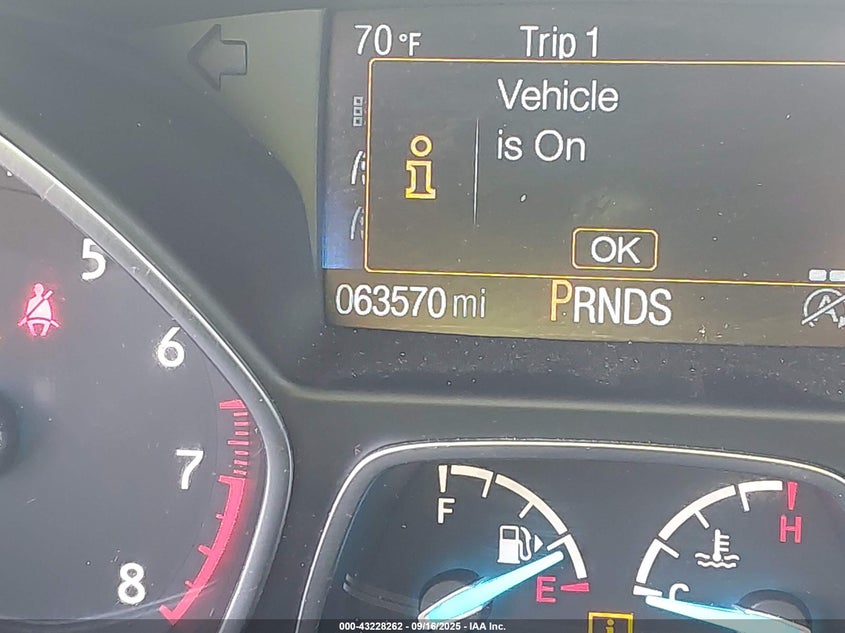 70 °F Trip 1
Vehicle
is On
OK
063570 mi PRNDS
5
6
7
8
F
E
H
C
000-43228262 - 09/16/2025 - IAA Inc.